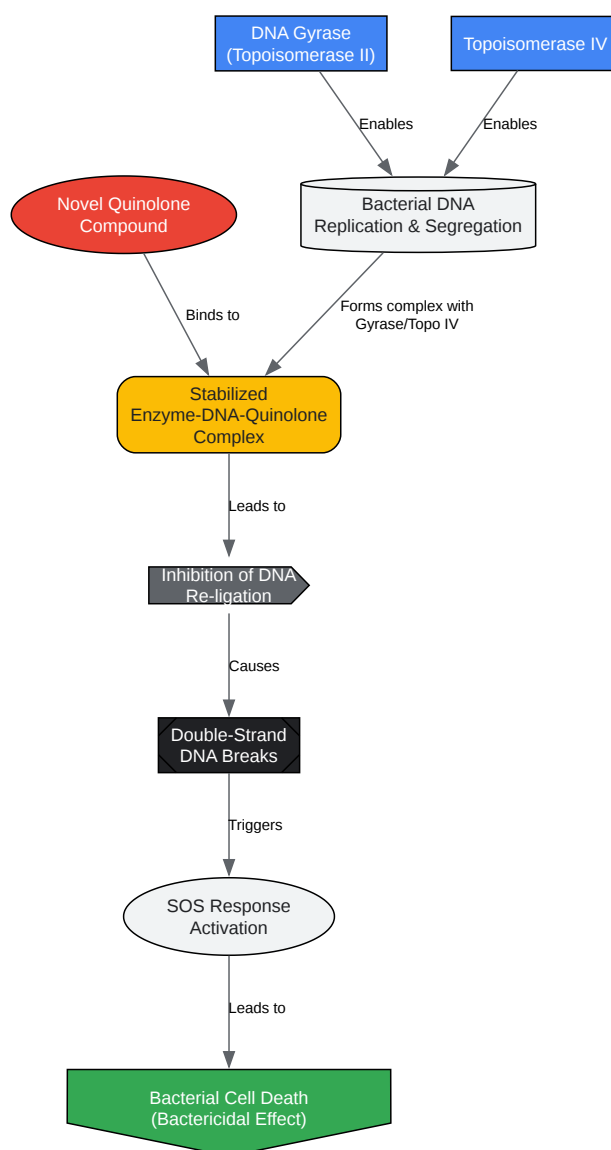 DNA Gyrase
(Topoisomerase II)
Topoisomerase IV
Enables
Enables
Novel Quinolone
Compound
Bacterial DNA
Replication & Segregation
Binds to
Forms complex with
Gyrase/Topo IV
Stabilized
Enzyme-DNA-Quinolone
Complex
Leads to
Inhibition of DNA
Re-ligation
Causes
Double-Strand
DNA Breaks
Triggers
SOS Response
Activation
Leads to
Bacterial Cell Death
(Bactericidal Effect)